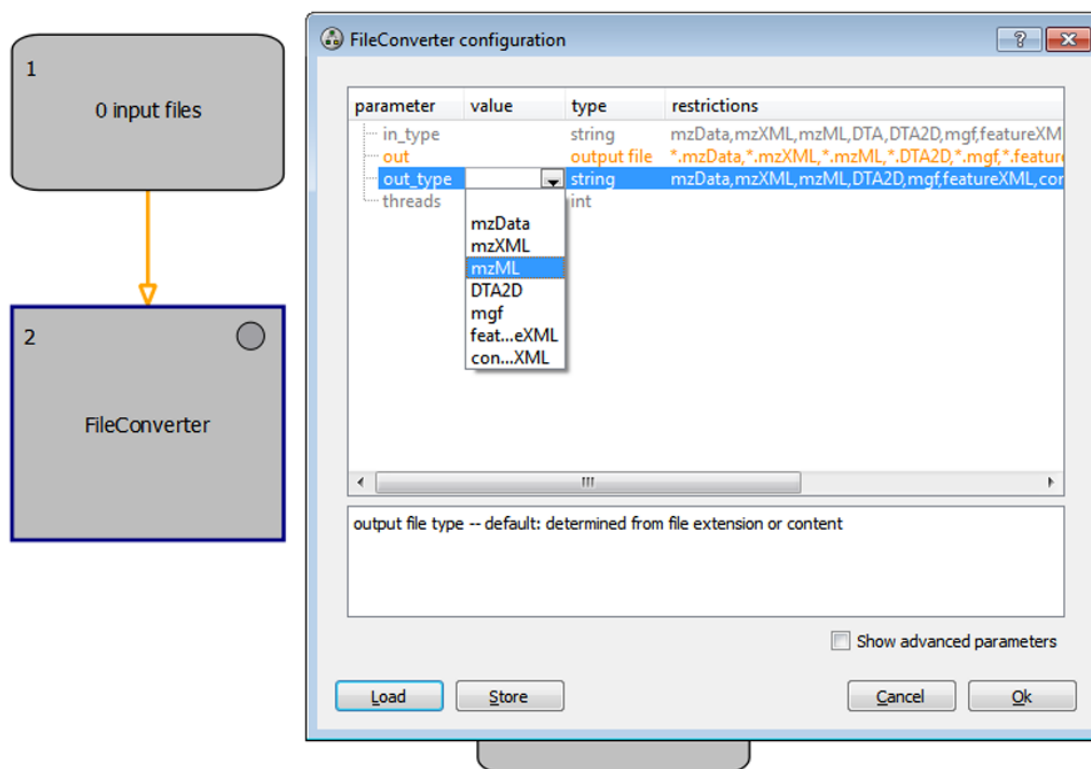 1
0 input files
2
FileConverter
FileConverter configuration
parameter value type restrictions
in_type string mzData,mzXML,mzML,DTA,DTA2D,mgf,featureXM
out output file *.mzData,*.mzXML,*.mzML,*.DTA2D,*.mgf,*.feature
out_type string mzData,mzXML,mzML,DTA2D,mgf,featureXML,con
threads int
mzData
mzXML
mzML
DTA2D
mgf
feat...eXML
con...XML
output file type -- default: determined from file extension or content
Show advanced parameters
Load Store Cancel Ok